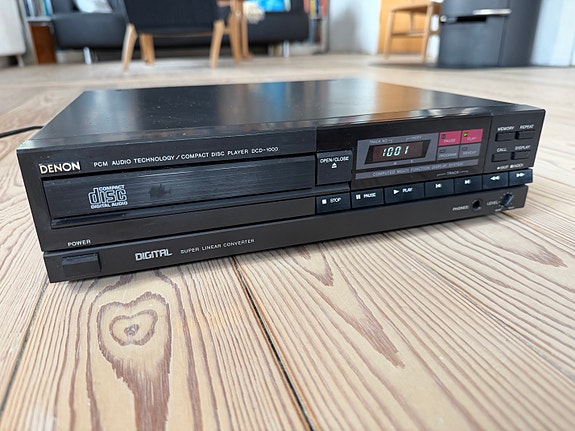 DENON
PCM AUDIO TECHNOLOGY / COMPACT DISC PLAYER DCD-1000
OPEN/CLOSE
COMPACT
disc
DIGITAL AUDIO
1001
MEMORY
REPEAT
CALL
DISPLAY
STOP
PAUSE
PLAY
POWER
DIGITAL SUPER LINEAR CONVERTER
PHONES
LEVEL